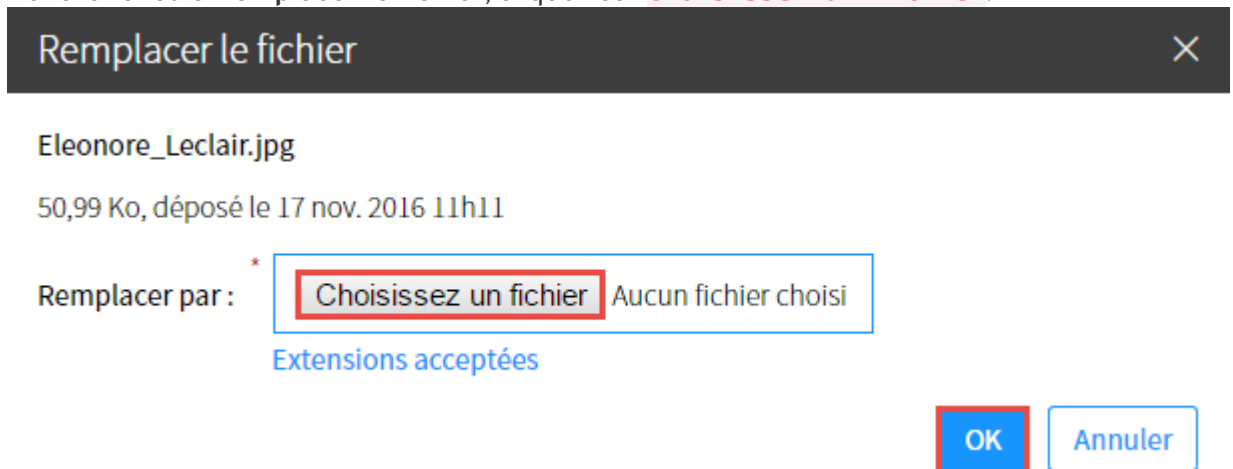 Remplacer le fichier
Eleonore_Leclair.jpg
50,99 Ko, déposé le 17 nov. 2016 11h11
*
Remplacer par : Choisissez un fichier Aucun fichier choisi
Extensions acceptées
OK Annuler